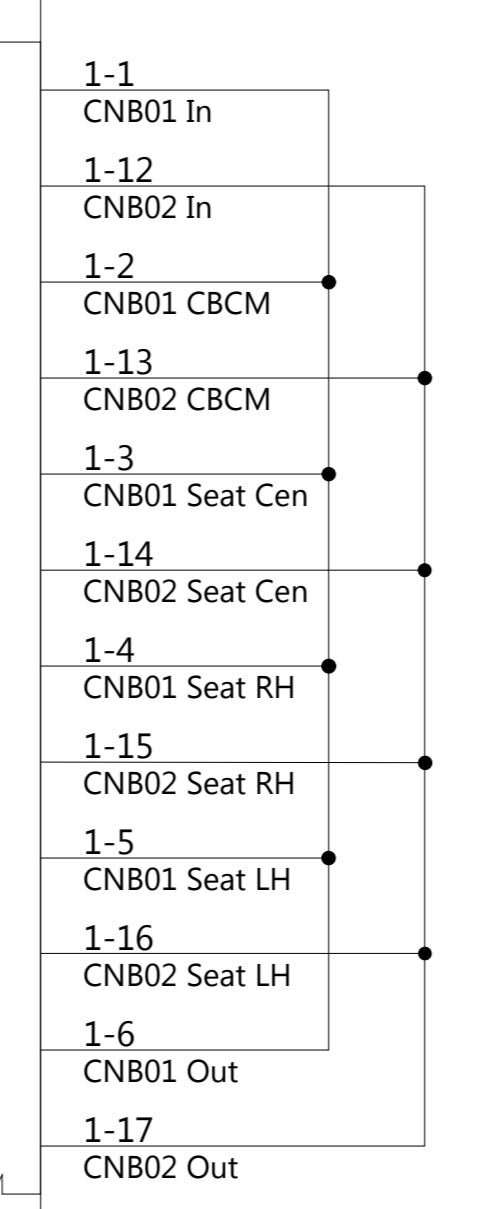 1-1
CNB01 In
1-12
CNB02 In
1-2
CNB01 CBCM
1-13
CNB02 CBCM
1-3
CNB01 Seat Cen
1-14
CNB02 Seat Cen
1-4
CNB01 Seat RH
1-15
CNB02 Seat RH
1-5
CNB01 Seat LH
1-16
CNB02 Seat LH
1-6
CNB01 Out
1-17
CNB02 Out